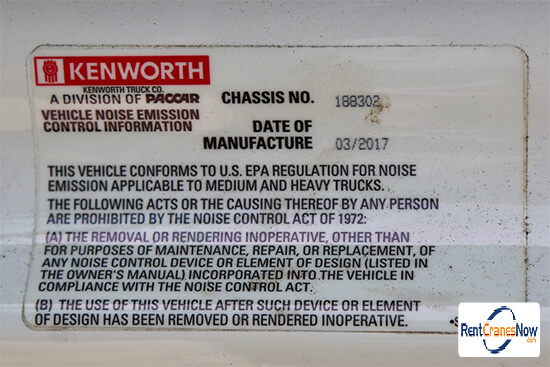 KENWORTH
KENWORTH TRUCK CO.
A DIVISION OF PACCAR
VEHICLE NOISE EMISSION
CONTROL INFORMATION
CHASSIS NO. 188302
DATE OF
MANUFACTURE 03/2017
THIS VEHICLE CONFORMS TO U.S. EPA REGULATION FOR NOISE
EMISSION APPLICABLE TO MEDIUM AND HEAVY TRUCKS.
THE FOLLOWING ACTS OR THE CAUSING THEREOF BY ANY PERSON
ARE PROHIBITED BY THE NOISE CONTROL ACT OF 1972:
(A) THE REMOVAL OR RENDERING INOPERATIVE, OTHER THAN
FOR PURPOSES OF MAINTENANCE, REPAIR, OR REPLACEMENT, OF
ANY NOISE CONTROL DEVICE OR ELEMENT OF DESIGN (LISTED IN
THE OWNER'S MANUAL) INCORPORATED INTO THE VEHICLE IN
COMPLIANCE WITH THE NOISE CONTROL ACT.
(B) THE USE OF THIS VEHICLE AFTER SUCH DEVICE OR ELEMENT
OF DESIGN HAS BEEN REMOVED OR RENDERED INOPERATIVE.
RentCranesNow
.com